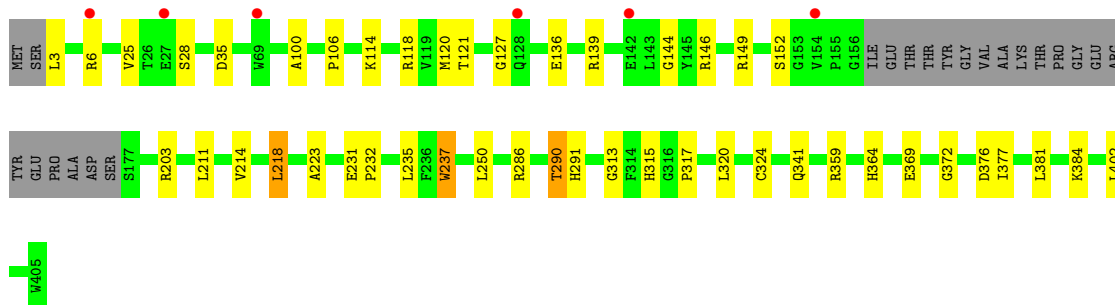 MET SER L3 R6 V25 T26 E27 S28 D35 W69 A100 P106 K114 R118 V119 M120 T121 G127 Q128 E136 R139 E142 L143 G144 Y145 R146 R149 S152 G153 V154 P155 G156 ILE GLU THR THR TYR GLY VAL ALA LYS THR PRO GLY GLU ARG
TYR GLU PRO ALA ASP SER S177 R203 L211 V214 L218 A223 E231 P232 L235 F236 W237 L250 R286 T290 H291 G313 F314 H315 G316 P317 L320 C324 Q341 R359 H364 E369 G372 D376 I377 L381 K384
W405